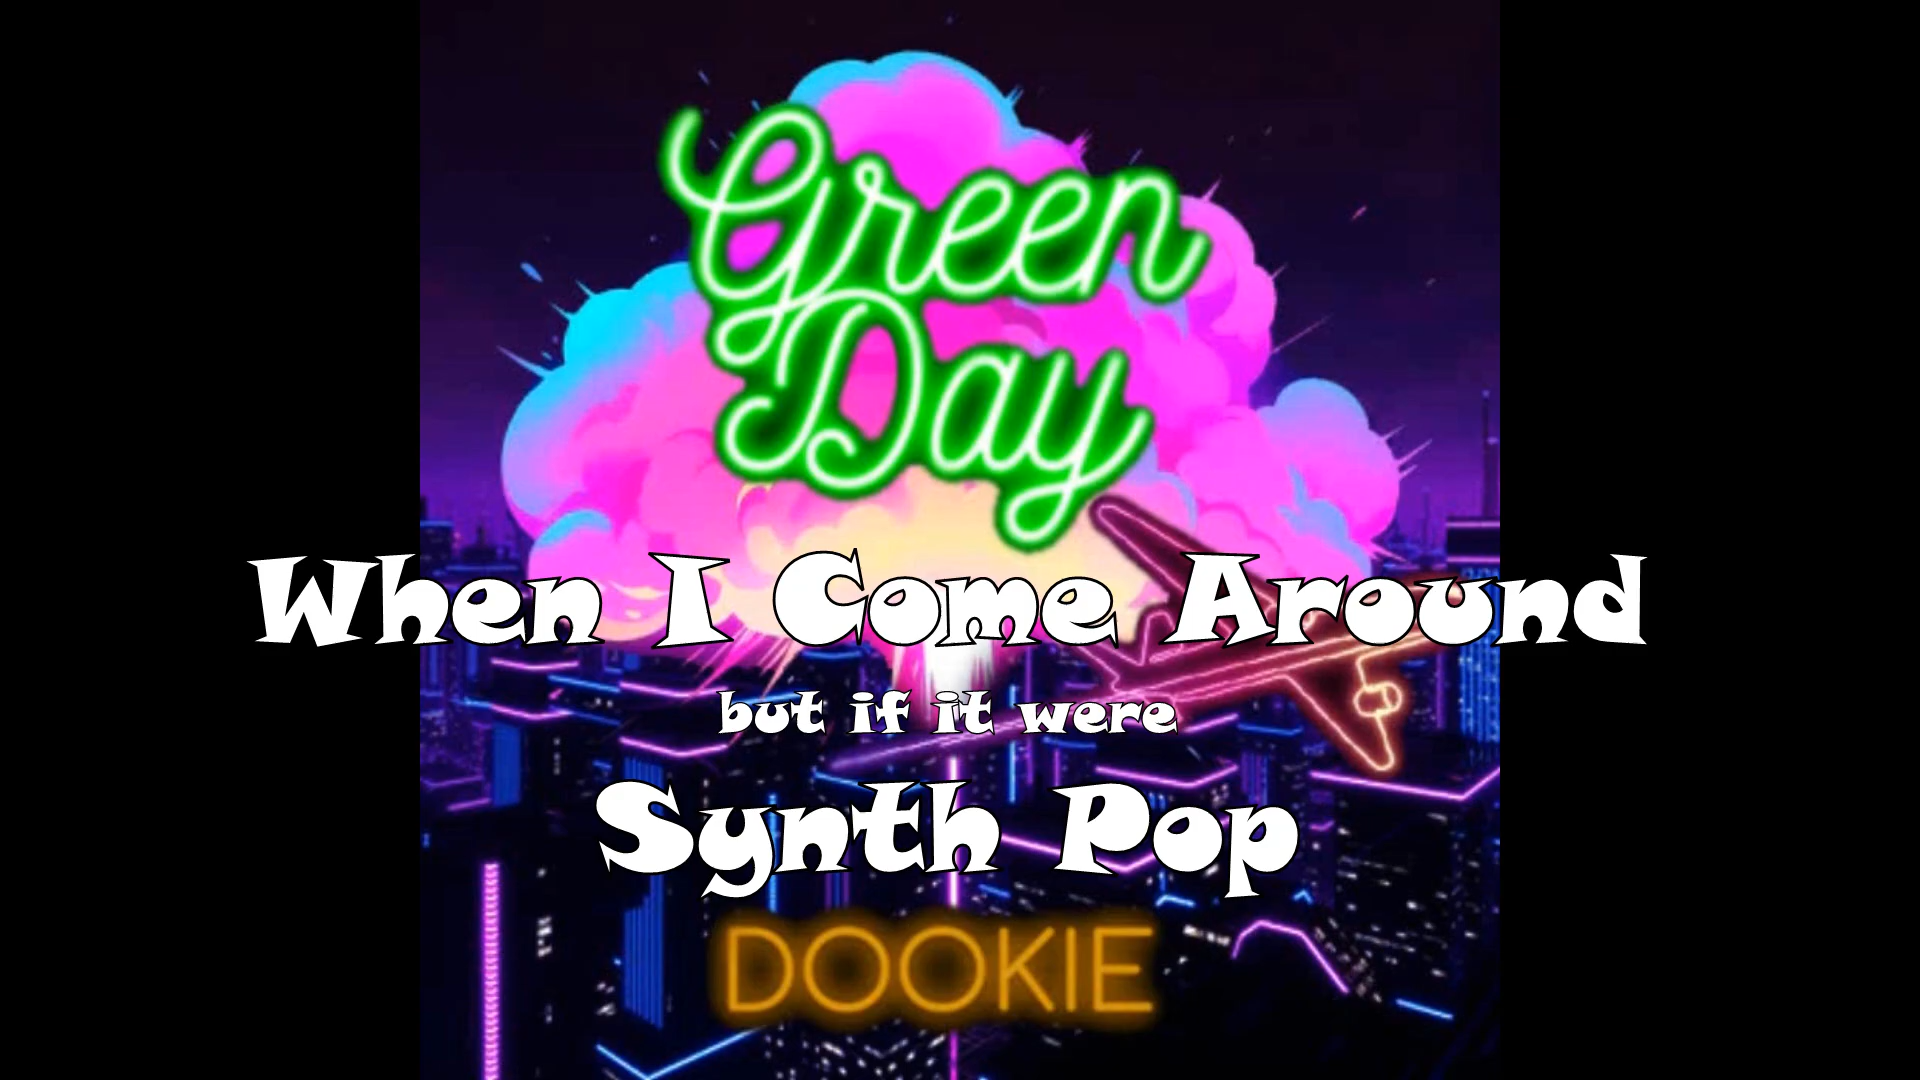 Green
Day
When I Come Around
but if it were
Synth Pop
DOOKIE